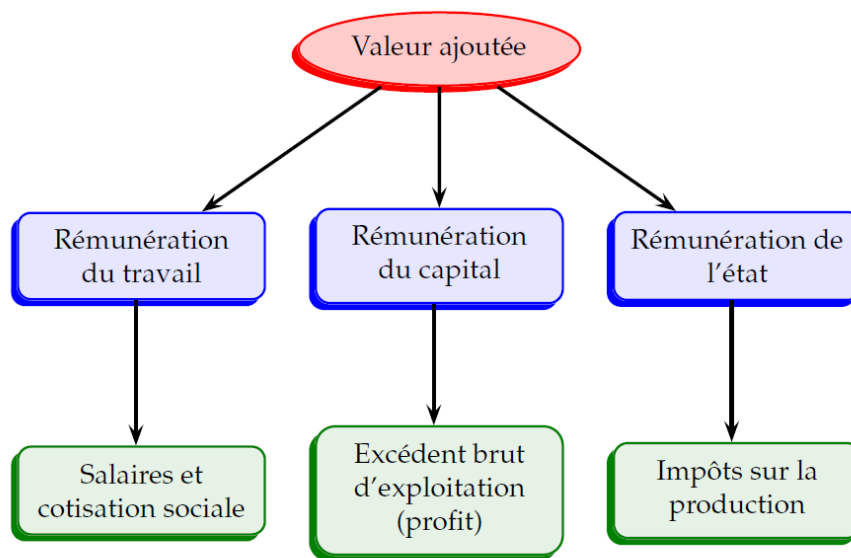 Valeur ajoutée
Rémunération
du travail
Rémunération
du capital
Rémunération de
l'état
Salaires et
cotisation sociale
Excédent brut
d'exploitation
(profit)
Impôts sur la
production